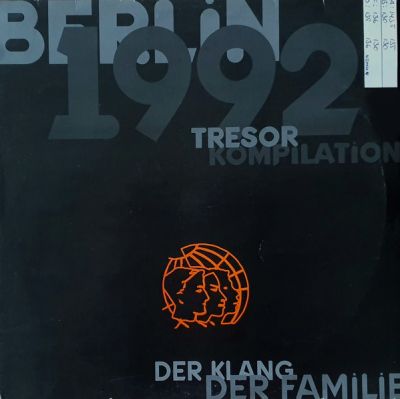 BERLiN
1992
TRESOR
KOMPiLATiON
DER KLANG
DER FAMiLiE